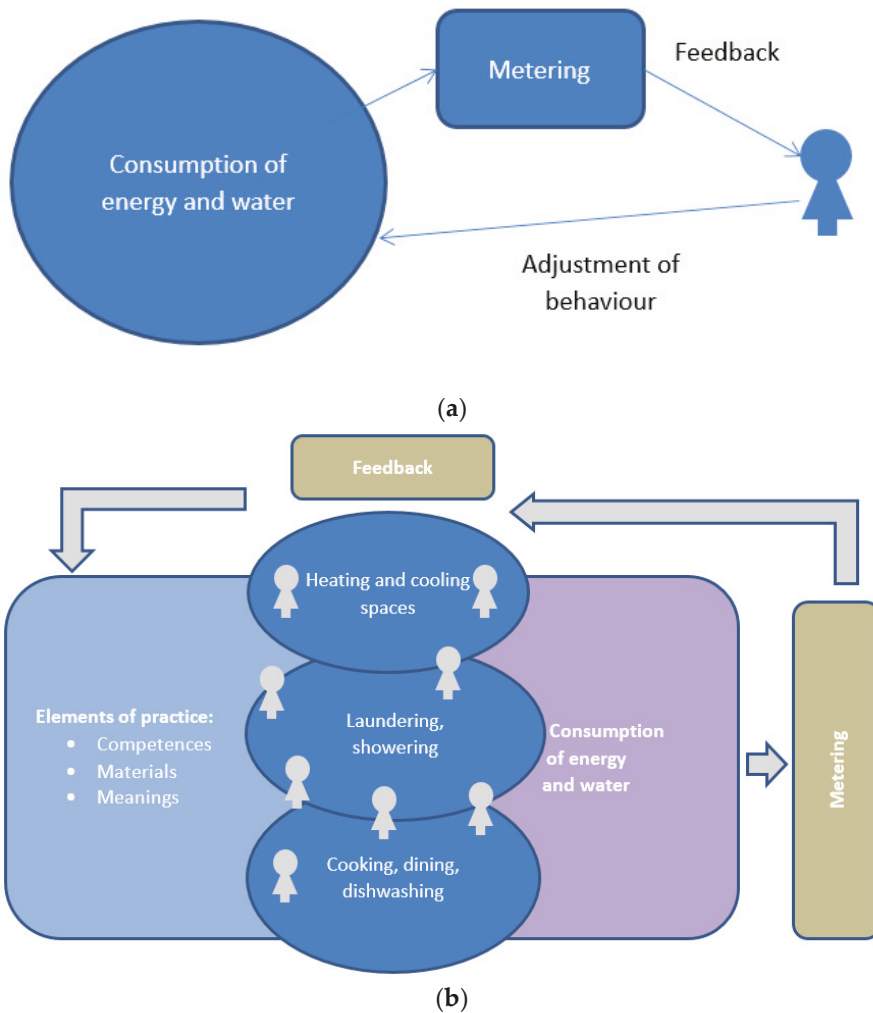 Metering
Feedback
Consumption of
energy and water
Adjustment of
behaviour
(a)
Feedback
Heating and cooling
spaces
Elements of practice:
• Competences
• Materials
• Meanings
Laundering,
showering
Consumption
of energy
and water
Metering
Cooking, dining,
dishwashing
(b)